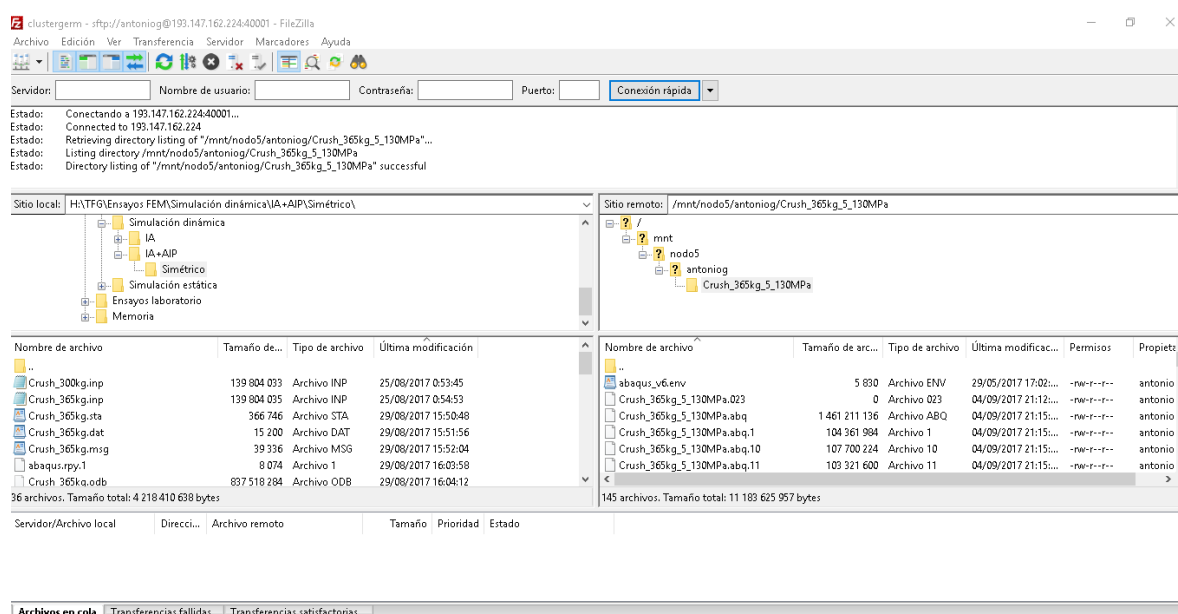 clustergerm - sftp://antoniog@193.147.162.224:40001 - FileZilla
Archivo Edición Ver Transferencia Servidor Marcadores Ayuda
Servidor: Nombre de usuario: Contraseña: Puerto: Conexión rápida
Estado: Conectando a 193.147.162.224:40001...
Estado: Connected to 193.147.162.224
Estado: Retrieving directory listing of "/mnt/nodo5/antoniog/Crush_365kg_5_130MPa"...
Estado: Listing directory /mnt/nodo5/antoniog/Crush_365kg_5_130MPa
Estado: Directory listing of "/mnt/nodo5/antoniog/Crush_365kg_5_130MPa" successful
Sitio local: H:\TFG\Ensayos FEM\Simulación dinámica\IA+AIP\Simétrico\
Simulación dinámica
IA
IA+AIP
Simétrico
Simulación estática
Ensayos laboratorio
Memoria
Sitio remoto: /mnt/nodo5/antoniog/Crush_365kg_5_130MPa
/
mnt
nodo5
antoniog
Crush_365kg_5_130MPa
Nombre de archivo Tamaño de... Tipo de archivo Última modificación
..
Crush_300kg.inp 139 804 033 Archivo INP 25/08/2017 0:53:45
Crush_365kg.inp 139 804 035 Archivo INP 25/08/2017 0:54:53
Crush_365kg.sta 366 746 Archivo STA 29/08/2017 15:50:48
Crush_365kg.dat 15 200 Archivo DAT 29/08/2017 15:51:56
Crush_365kg.msg 39 336 Archivo MSG 29/08/2017 15:52:04
abaqus.rpy.1 8 074 Archivo 1 29/08/2017 16:03:58
Crush_365kg.odb 837 518 284 Archivo ODB 29/08/2017 16:04:12
36 archivos. Tamaño total: 4 218 410 638 bytes
Nombre de archivo Tamaño de arc... Tipo de archivo Última modificac... Permisos Propieta
..
abaqus_v6.env 5 830 Archivo ENV 29/05/2017 17:02:... -rw-r--r-- antonio
Crush_365kg_5_130MPa.023 0 Archivo 023 04/09/2017 21:12:... -rw-r--r-- antonio
Crush_365kg_5_130MPa.abq 1 461 211 136 Archivo ABQ 04/09/2017 21:15:... -rw-r--r-- antonio
Crush_365kg_5_130MPa.abq.1 104 361 984 Archivo 1 04/09/2017 21:15:... -rw-r--r-- antonio
Crush_365kg_5_130MPa.abq.10 107 700 224 Archivo 10 04/09/2017 21:15:... -rw-r--r-- antonio
Crush_365kg_5_130MPa.abq.11 103 321 600 Archivo 11 04/09/2017 21:15:... -rw-r--r-- antonio
145 archivos. Tamaño total: 11 183 625 957 bytes
Servidor/Archivo local Direcci... Archivo remoto Tamaño Prioridad Estado
Archivos en cola Transferencias fallidas Transferencias satisfactorias